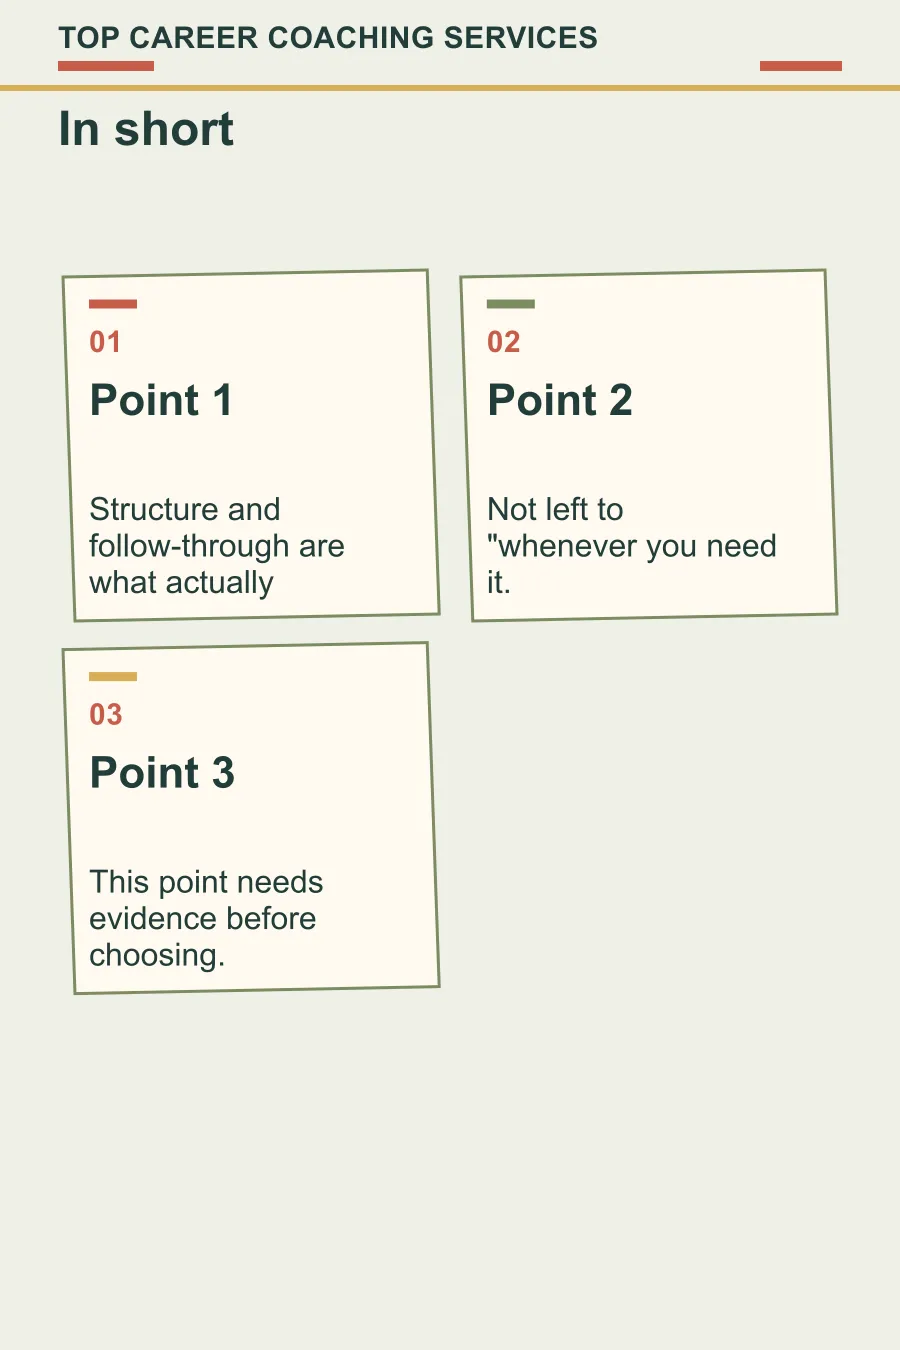 TOP CAREER COACHING SERVICES
In short
01
Point 1
Structure and
follow-through are
what actually
02
Point 2
Not left to
"whenever you need
it.
03
Point 3
This point needs
evidence before
choosing.